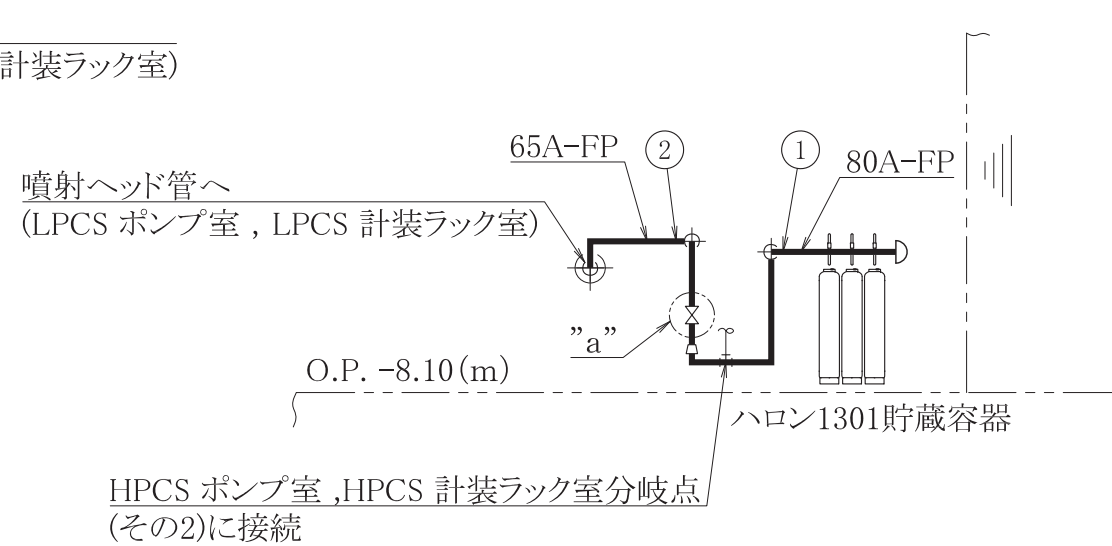 計装ラック室)
65A-FP
2
1
80A-FP
噴射ヘッド管へ
(LPCS ポンプ室 , LPCS 計装ラック室)
”a”
O.P. -8.10(m)
ハロン1301貯蔵容器
HPCS ポンプ室 ,HPCS 計装ラック室分岐点
(その2)に接続